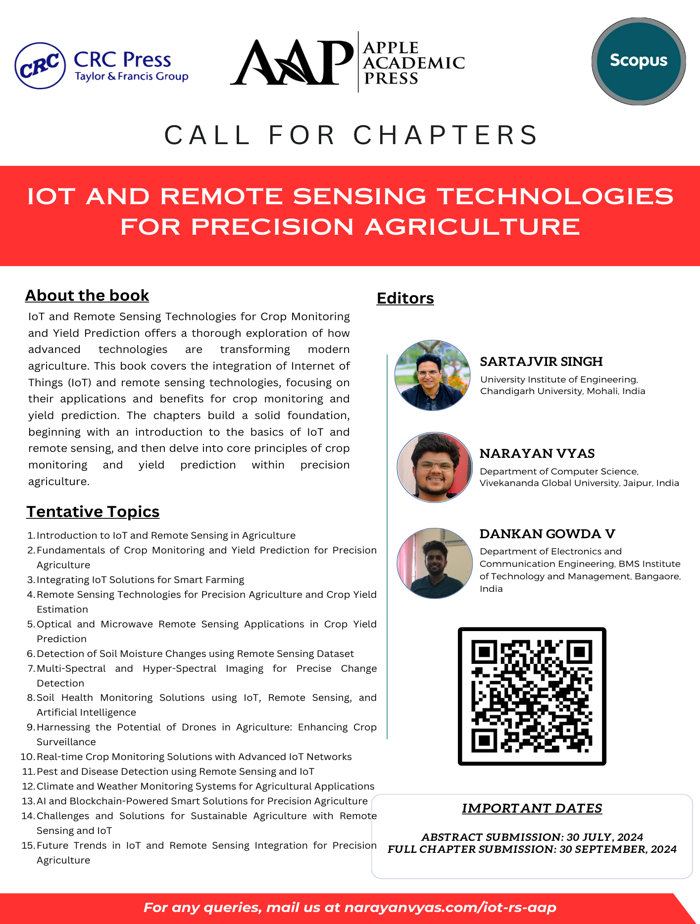 CRC
CRC Press
Taylor & Francis Group
AAP
APPLE
ACADEMIC
PRESS
Scopus
CALL FOR CHAPTERS
IOT AND REMOTE SENSING TECHNOLOGIES
FOR PRECISION AGRICULTURE
About the book
IoT and Remote Sensing Technologies for Crop Monitoring
and Yield Prediction offers a thorough exploration of how
advanced technologies are transforming modern
agriculture. This book covers the integration of Internet of
Things (IoT) and remote sensing technologies, focusing on
their applications and benefits for crop monitoring and
yield prediction. The chapters build a solid foundation,
beginning with an introduction to the basics of IoT and
remote sensing, and then delve into core principles of crop
monitoring and yield prediction within precision
agriculture.
Tentative Topics
1. Introduction to IoT and Remote Sensing in Agriculture
2. Fundamentals of Crop Monitoring and Yield Prediction for Precision
Agriculture
3. Integrating IoT Solutions for Smart Farming
4. Remote Sensing Technologies for Precision Agriculture and Crop Yield
Estimation
5. Optical and Microwave Remote Sensing Applications in Crop Yield
Prediction
6. Detection of Soil Moisture Changes using Remote Sensing Dataset
7. Multi-Spectral and Hyper-Spectral Imaging for Precise Change
Detection
8. Soil Health Monitoring Solutions using IoT, Remote Sensing, and
Artificial Intelligence
9. Harnessing the Potential of Drones in Agriculture: Enhancing Crop
Surveillance
10. Real-time Crop Monitoring Solutions with Advanced IoT Networks
11. Pest and Disease Detection using Remote Sensing and IoT
12. Climate and Weather Monitoring Systems for Agricultural Applications
13. AI and Blockchain-Powered Smart Solutions for Precision Agriculture
14. Challenges and Solutions for Sustainable Agriculture with Remote
Sensing and IoT
15. Future Trends in IoT and Remote Sensing Integration for Precision
Agriculture
Editors
SARTAJVIR SINGH
University Institute of Engineering,
Chandigarh University, Mohali, India
NARAYAN VYAS
Department of Computer Science,
Vivekananda Global University, Jaipur, India
DANKAN GOWDA V
Department of Electronics and
Communication Engineering, BMS Institute
of Technology and Management, Bangaore,
India
IMPORTANT DATES
ABSTRACT SUBMISSION: 30 JULY, 2024
FULL CHAPTER SUBMISSION: 30 SEPTEMBER, 2024
For any queries, mail us at narayanvyas.com/iot-rs-aap